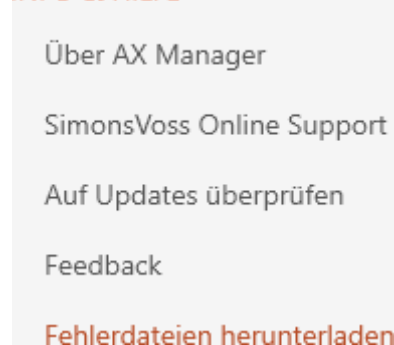 Über AX Manager
SimonsVoss Online Support
Auf Updates überprüfen
Feedback
Fehlerdateien herunterladen